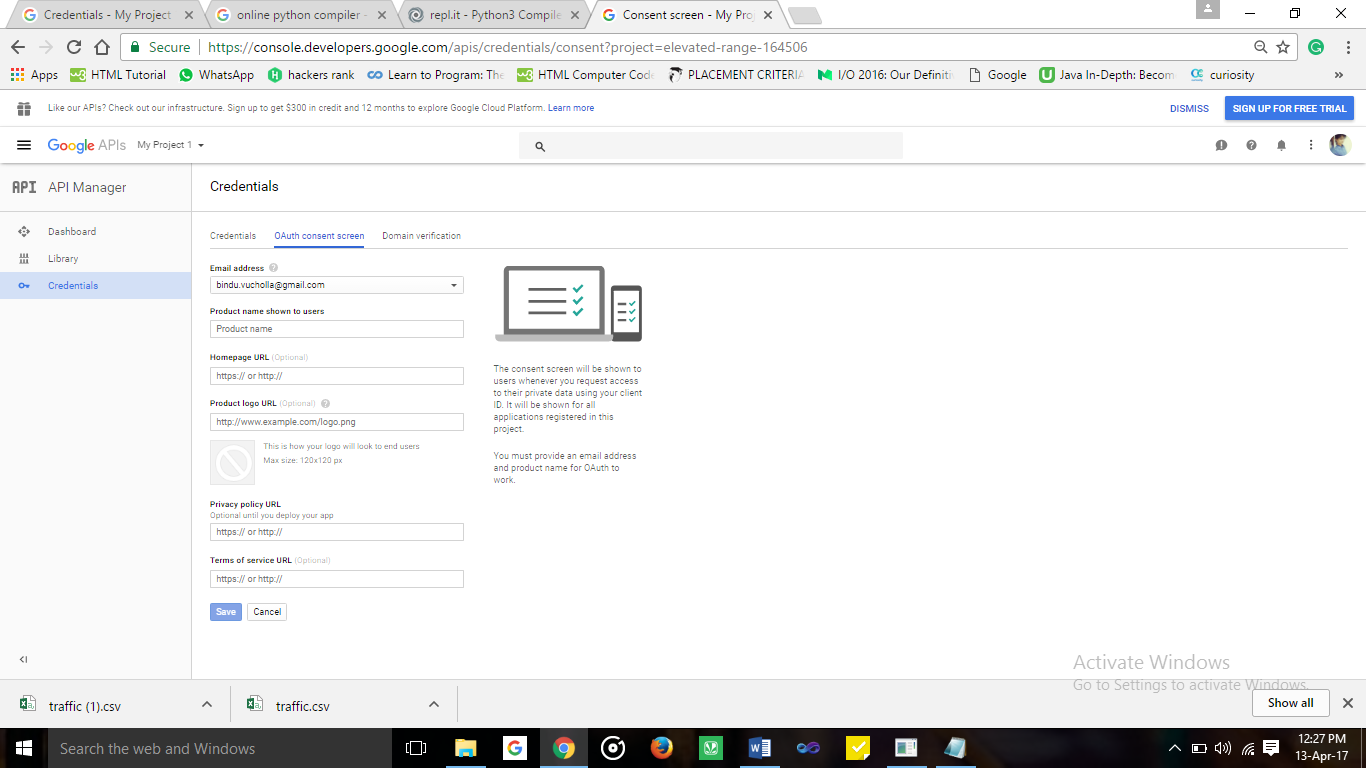 Credentials - My Project
online python compiler -
repl.it - Python3 Compile
Consent screen - My Pro
Secure https://console.developers.google.com/apis/credentials/consent?project=elevated-range-164506
Apps HTML Tutorial WhatsApp hackers rank Learn to Program: The HTML Computer Code PLACEMENT CRITERIA I/O 2016: Our Definiti Google Java In-Depth: Becom curiosity »
Like our APIs? Check out our infrastructure. Sign up to get $300 in credit and 12 months to explore Google Cloud Platform. Learn more DISMISS SIGN UP FOR FREE TRIAL
Google APIs My Project 1
API API Manager
Credentials
Dashboard
Library
Credentials
Credentials OAuth consent screen Domain verification
Email address
bindu.vucholla@gmail.com
Product name shown to users
Product name
Homepage URL (Optional)
https:// or http://
Product logo URL (Optional)
http://www.example.com/logo.png
This is how your logo will look to end users
Max size: 120x120 px
Privacy policy URL
Optional until you deploy your app
https:// or http://
Terms of service URL (Optional)
https:// or http://
Save Cancel
The consent screen will be shown to
users whenever you request access
to their private data using your client
ID. It will be shown for all
applications registered in this
project.
You must provide an email address
and product name for OAuth to
work.
Activate Windows
Go to Settings to activate Windows.
traffic (1).csv
traffic.csv
Show all
Search the web and Windows
12:27 PM
13-Apr-17